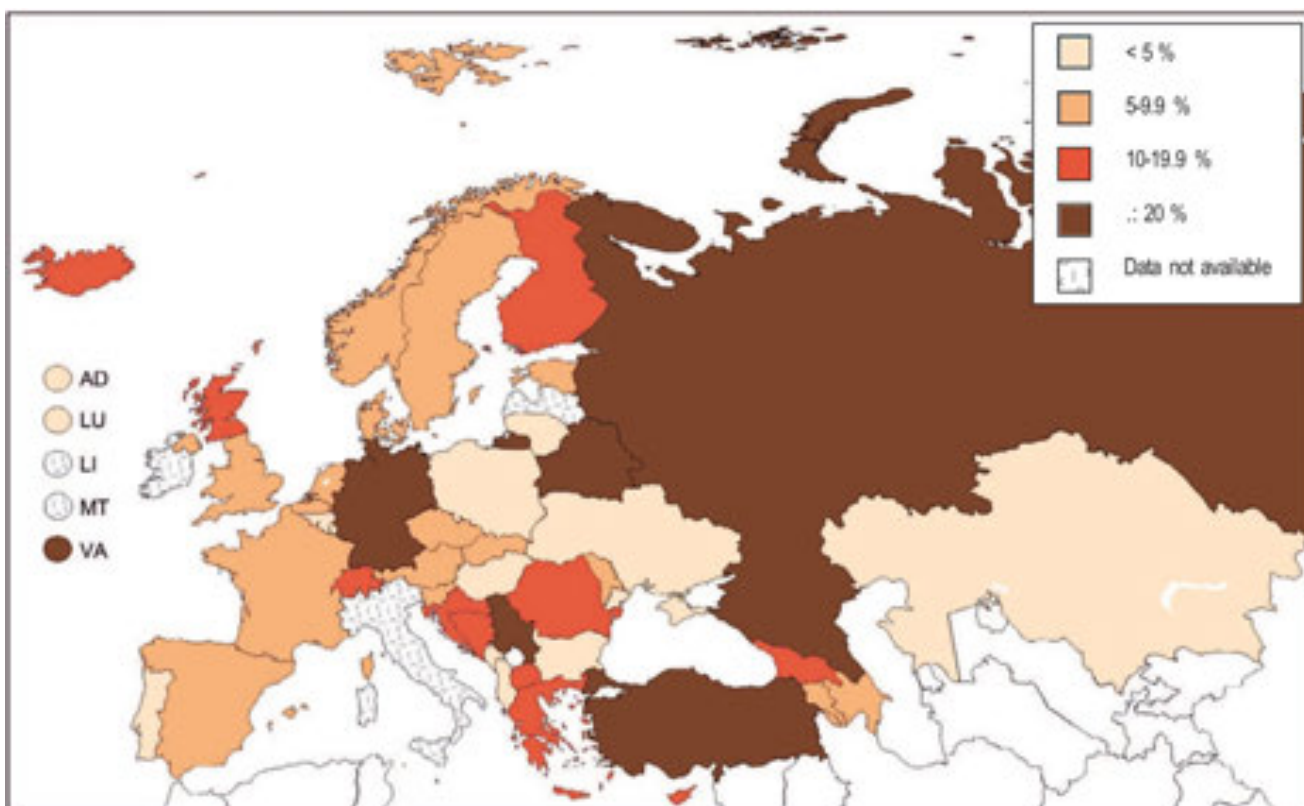 < 5 %
5-9.9 %
10-19.9 %
.: 20 %
Data not available
AD
LU
LI
MT
VA